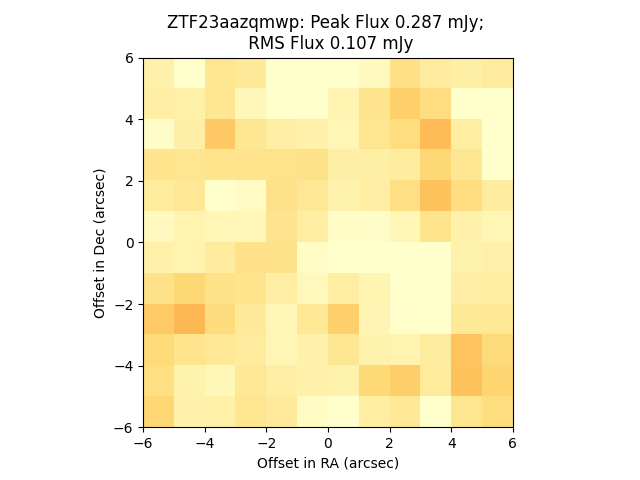 ZTF23aazqmwp: Peak Flux 0.287 mJy;
RMS Flux 0.107 mJy
6
4
2
0
−2
−4
−6
Offset in Dec (arcsec)
−6 −4 −2 0 2 4 6
Offset in RA (arcsec)